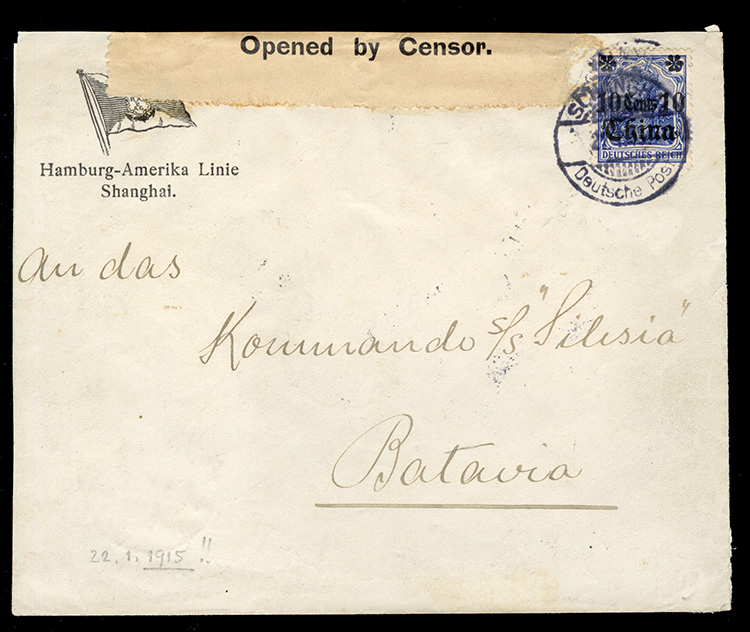 Opened by Censor.
Hamburg-Amerika Linie
Shanghai.
10 Cents 10
China
DEUTSCHES REICH
Deutsche Post
An das
Kommando s/s "Silesia"
Batavia
22.1.1915!!